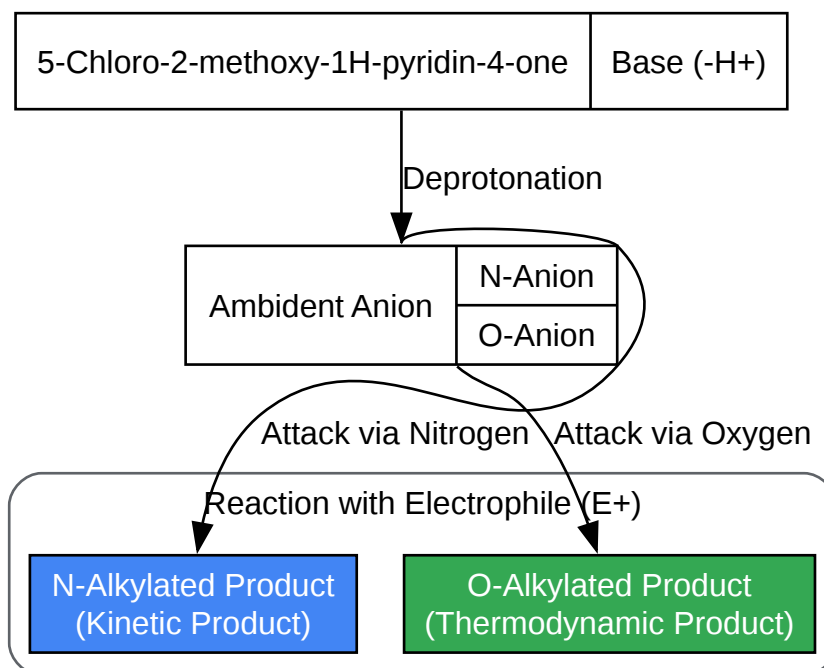 5-Chloro-2-methoxy-1H-pyridin-4-one
Base (-H+)
Deprotonation
Ambident Anion
N-Anion
O-Anion
Attack via Nitrogen
Attack via Oxygen
Reaction with Electrophile (E+)
N-Alkylated Product
(Kinetic Product)
O-Alkylated Product
(Thermodynamic Product)